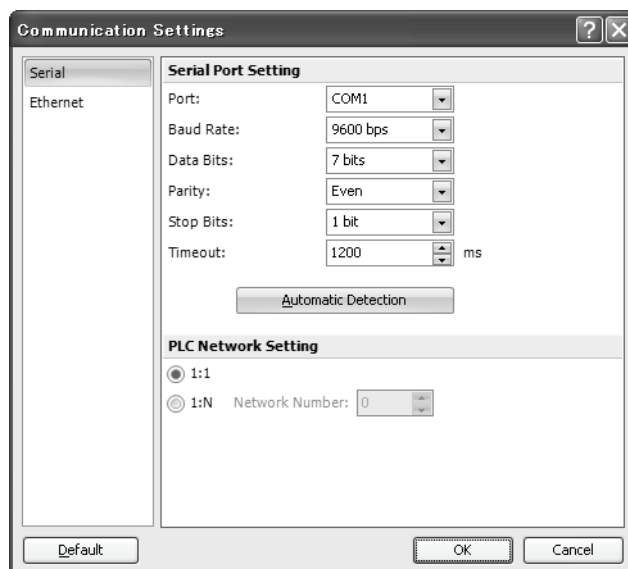 Communication Settings
Serial
Ethernet
Serial Port Setting
Port: COM1
Baud Rate: 9600 bps
Data Bits: 7 bits
Parity: Even
Stop Bits: 1 bit
Timeout: 1200 ms
Automatic Detection
PLC Network Setting
1:1
1:N Network Number: 0
Default OK Cancel